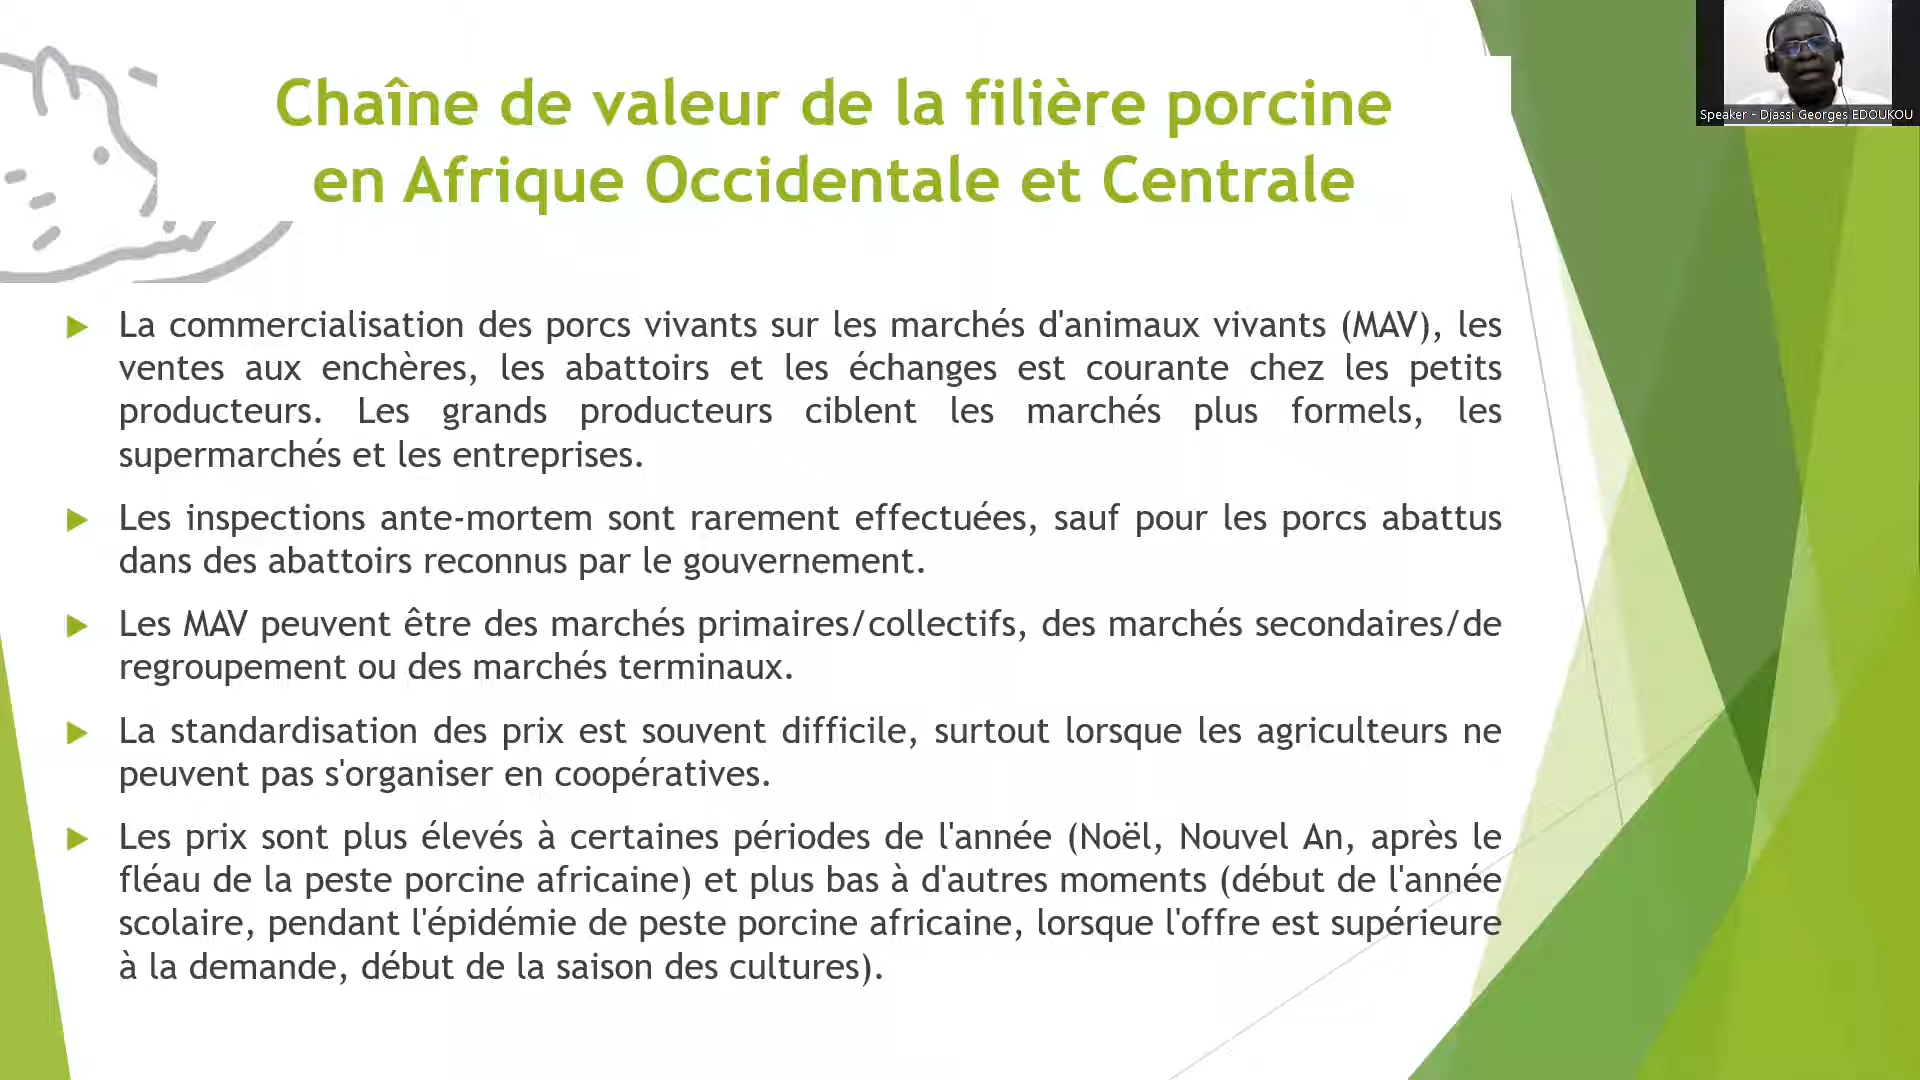 Chaîne de valeur de la filière porcine
en Afrique Occidentale et Centrale
Speaker - Djassi Georges EDOUKOU
La commercialisation des porcs vivants sur les marchés d'animaux vivants (MAV), les
ventes aux enchères, les abattoirs et les échanges est courante chez les petits
producteurs. Les grands producteurs ciblent les marchés plus formels, les
supermarchés et les entreprises.
Les inspections ante-mortem sont rarement effectuées, sauf pour les porcs abattus
dans des abattoirs reconnus par le gouvernement.
Les MAV peuvent être des marchés primaires/collectifs, des marchés secondaires/de
regroupement ou des marchés terminaux.
La standardisation des prix est souvent difficile, surtout lorsque les agriculteurs ne
peuvent pas s'organiser en coopératives.
Les prix sont plus élevés à certaines périodes de l'année (Noël, Nouvel An, après le
fléau de la peste porcine africaine) et plus bas à d'autres moments (début de l'année
scolaire, pendant l'épidémie de peste porcine africaine, lorsque l'offre est supérieure
à la demande, début de la saison des cultures).